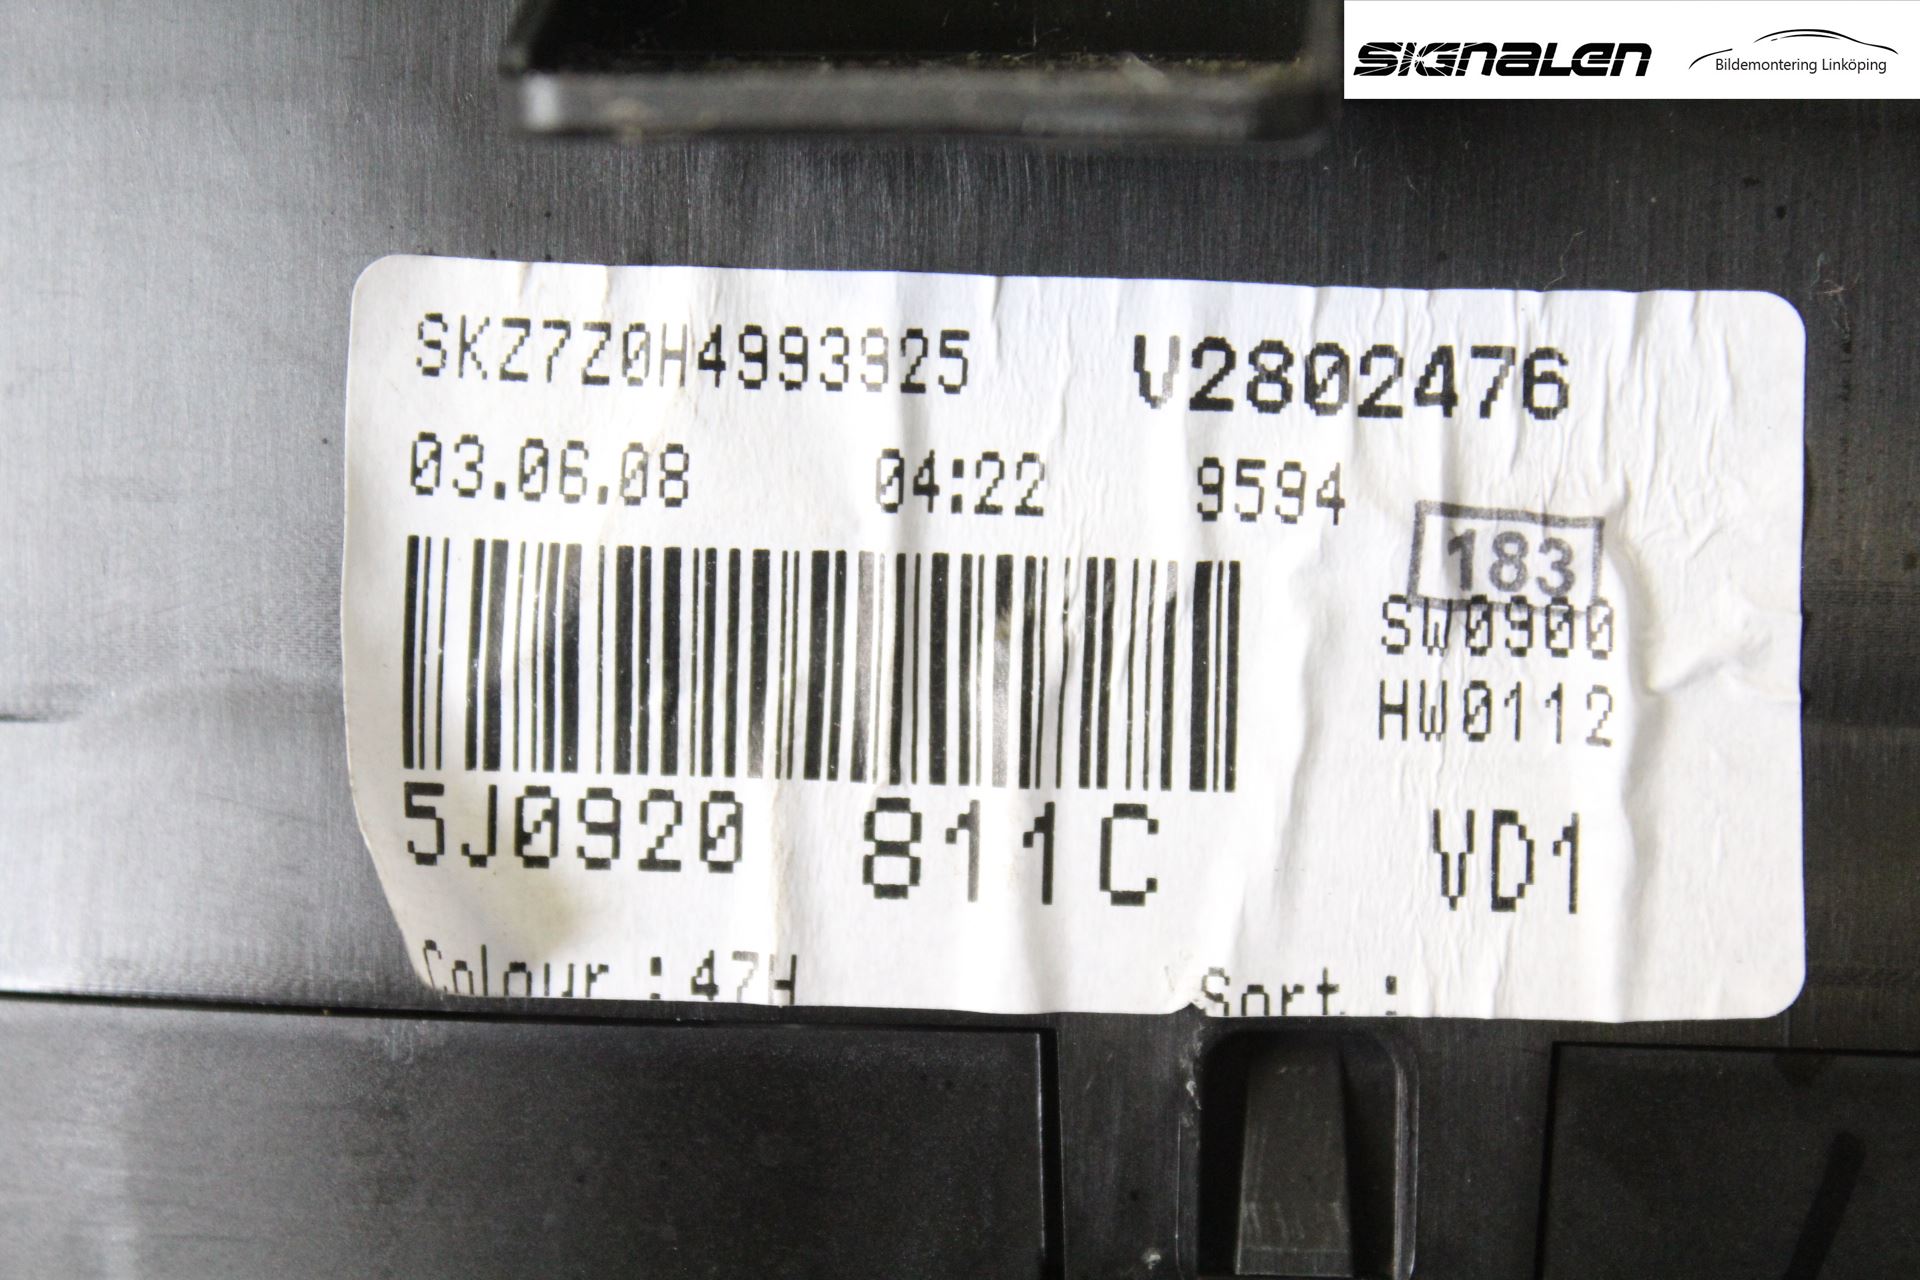 SIGNALEN
Bildemontering Linköping
SKZ7Z0H4993925 V2802476
03.06.08 04:22 9594
183
SW0900
HW0112
5J0920 811C VD1
Colour : 47H Sort. :